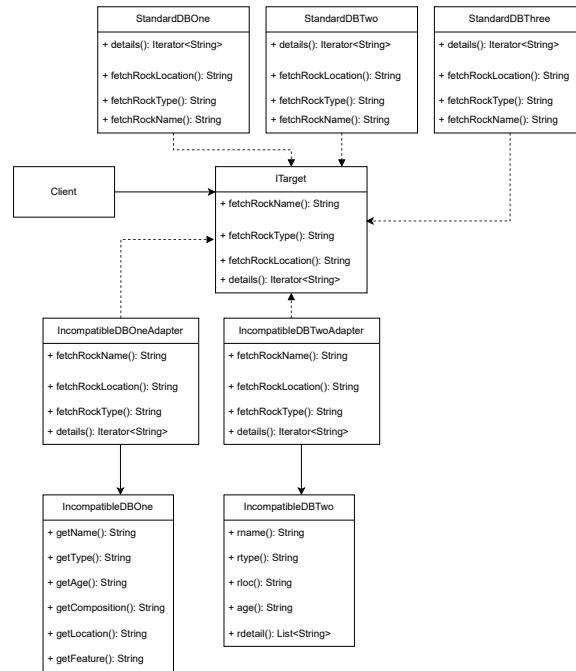 StandardDBOne
+ details(): Iterator<String>
+ fetchRockLocation(): String
+ fetchRockType(): String
+ fetchRockName(): String
StandardDBTwo
+ details(): Iterator<String>
+ fetchRockLocation(): String
+ fetchRockType(): String
+ fetchRockName(): String
StandardDBThree
+ details(): Iterator<String>
+ fetchRockLocation(): String
+ fetchRockType(): String
+ fetchRockName(): String
Client
ITarget
+ fetchRockName(): String
+ fetchRockType(): String
+ fetchRockLocation(): String
+ details(): Iterator<String>
IncompatibleDBOneAdapter
+ fetchRockName(): String
+ fetchRockLocation(): String
+ fetchRockType(): String
+ details(): Iterator<String>
IncompatibleDBTwoAdapter
+ fetchRockName(): String
+ fetchRockLocation(): String
+ fetchRockType(): String
+ details(): Iterator<String>
IncompatibleDBOne
+ getName(): String
+ getType(): String
+ getAge(): String
+ getComposition(): String
+ getLocation(): String
+ getFeature(): String
IncompatibleDBTwo
+ rname(): String
+ rtype(): String
+ rloc(): String
+ age(): String
+ rdetail(): List<String>